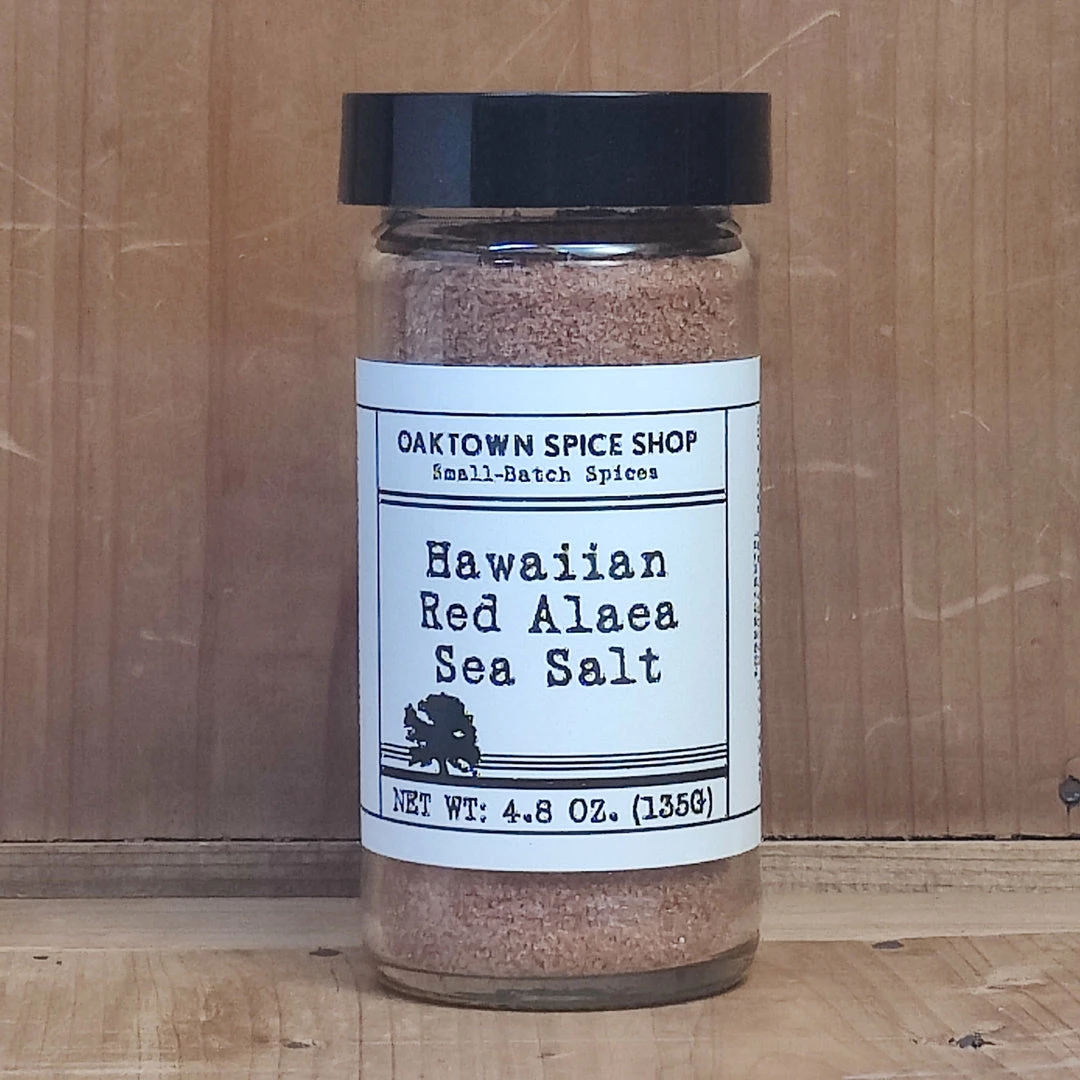 OAKTOWN SPICE SHOP
Small-Batch Spices
Hawaiian
Red Alaea
Sea Salt
NET WT: 4.8 OZ. (135G)